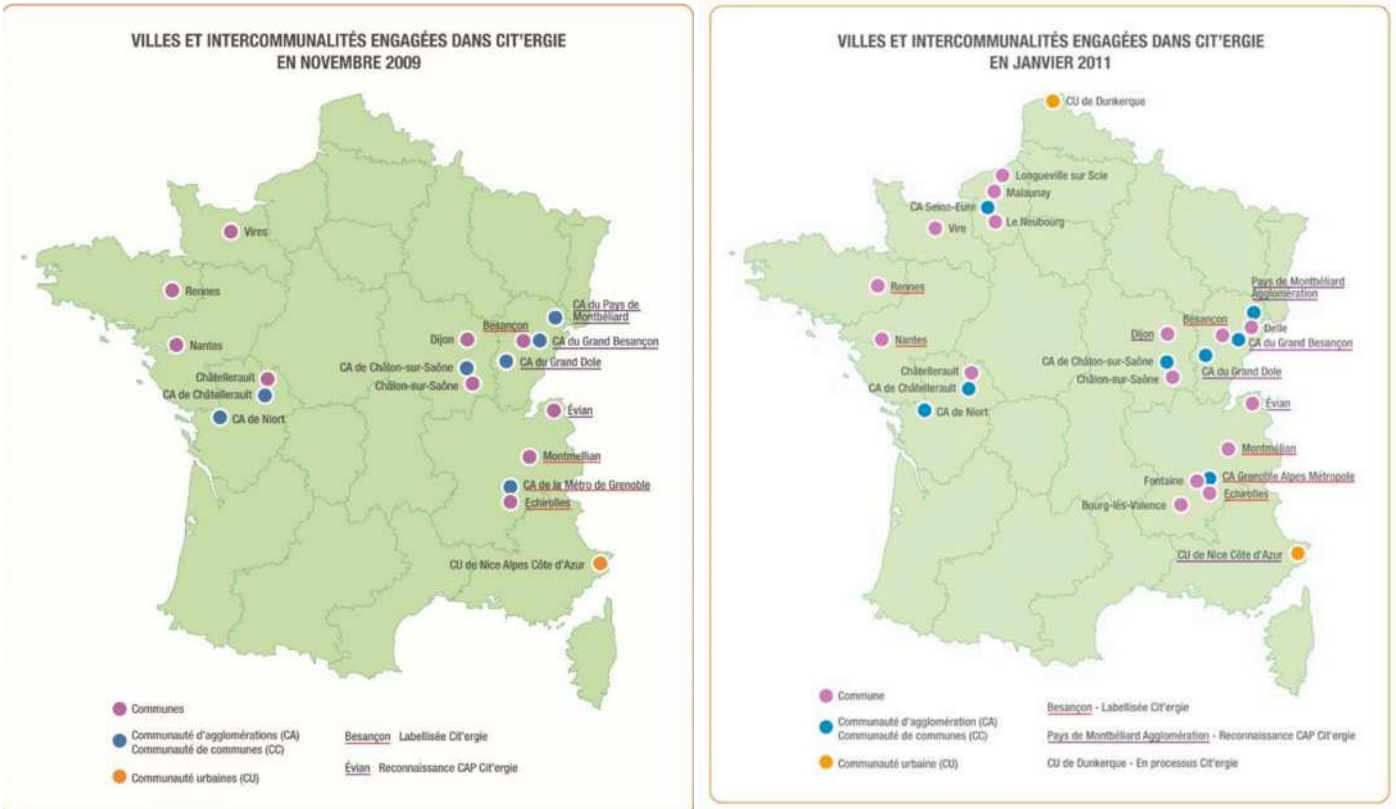 VILLES ET INTERCOMMUNALITÉS ENGAGÉES DANS CIT'ERGIE
EN NOVEMBRE 2009
Vires
Rennes
CA du Pays de
Montbéliard
Besançon
Dijon
CA du Grand Besançon
Nantes
CA de Châlon-sur-Saône
CA du Grand Dole
Châtellerault
Châlon-sur-Saône
CA de Châtellerault
CA de Niort
Évian
Montmellian
CA de la Métro de Grenoble
Echirolles
CU de Nice Alpes Côte d'Azur
Communes
Communauté d'agglomérations (CA)
Communauté de communes (CC)
Communauté urbaines (CU)
Besançon Labellisée Cit'ergie
Évian Reconnaissance CAP Cit'ergie
VILLES ET INTERCOMMUNALITÉS ENGAGÉES DANS CIT'ERGIE
EN JANVIER 2011
CU de Dunkerque
Longueville sur Scie
Malaunay
CA Seine-Eure
Le Neubourg
Vire
Rennes
Pays de Montbéliard
Agglomération
Besançon
Delle
Dijon
Nantes
CA du Grand Besançon
CA de Châlon-sur-Saône
CA du Grand Dole
Châtellerault
Châlon-sur-Saône
CA de Châtellerault
CA de Niort
Évian
Montmélian
CA Grenoble Alpes Métropole
Fontaine
Echirolles
Bourg-lès-Valence
CU de Nice Côte d'Azur
Commune
Communauté d'agglomération (CA)
Communauté de communes (CC)
Communauté urbaine (CU)
Besançon - Labellisée Cit'ergie
Pays de Montbéliard Agglomération - Reconnaissance CAP Cit'ergie
CU de Dunkerque - En processus Cit'ergie